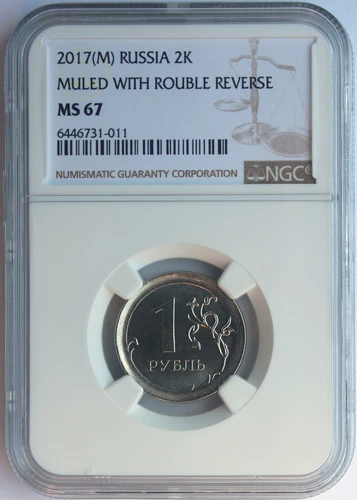 2017(M) RUSSIA 2K
MULED WITH ROUBLE REVERSE
MS 67
6446731-011
NUMISMATIC GUARANTY CORPORATION
NGC
1
РУБЛЬ